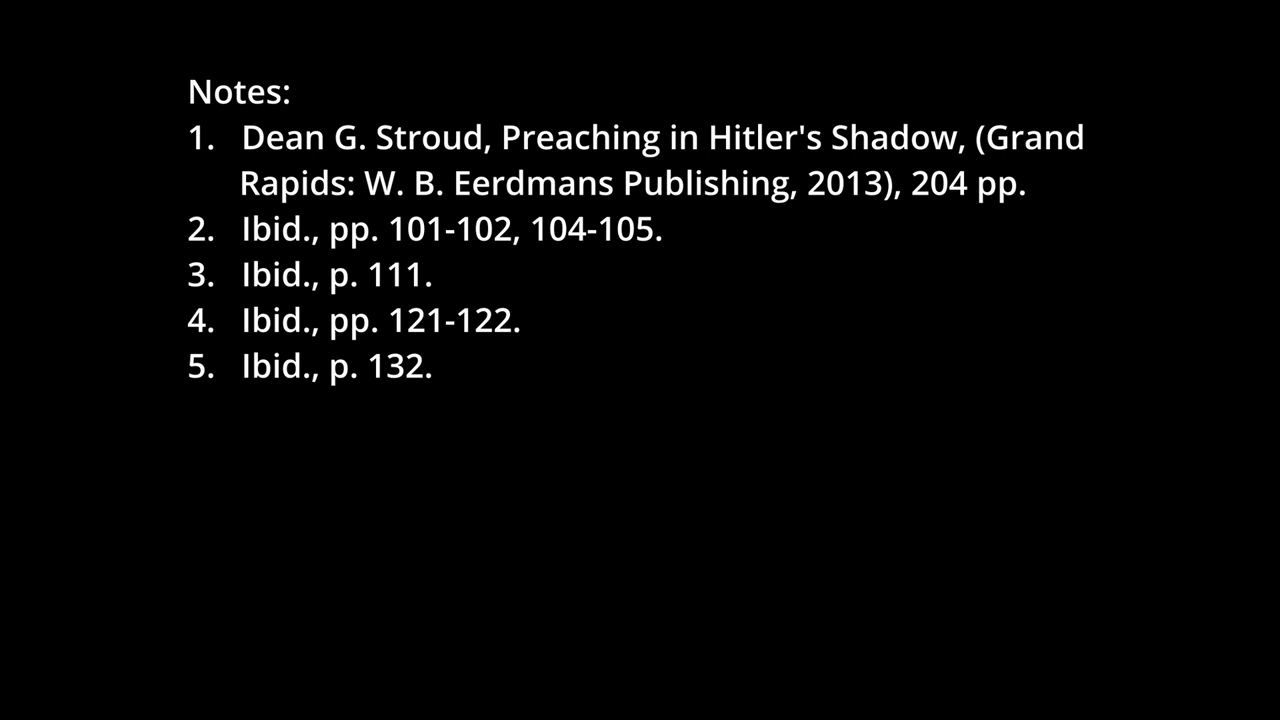 Notes:
1. Dean G. Stroud, Preaching in Hitler's Shadow, (Grand
Rapids: W. B. Eerdmans Publishing, 2013), 204 pp.
2. Ibid., pp. 101-102, 104-105.
3. Ibid., p. 111.
4. Ibid., pp. 121-122.
5. Ibid., p. 132.